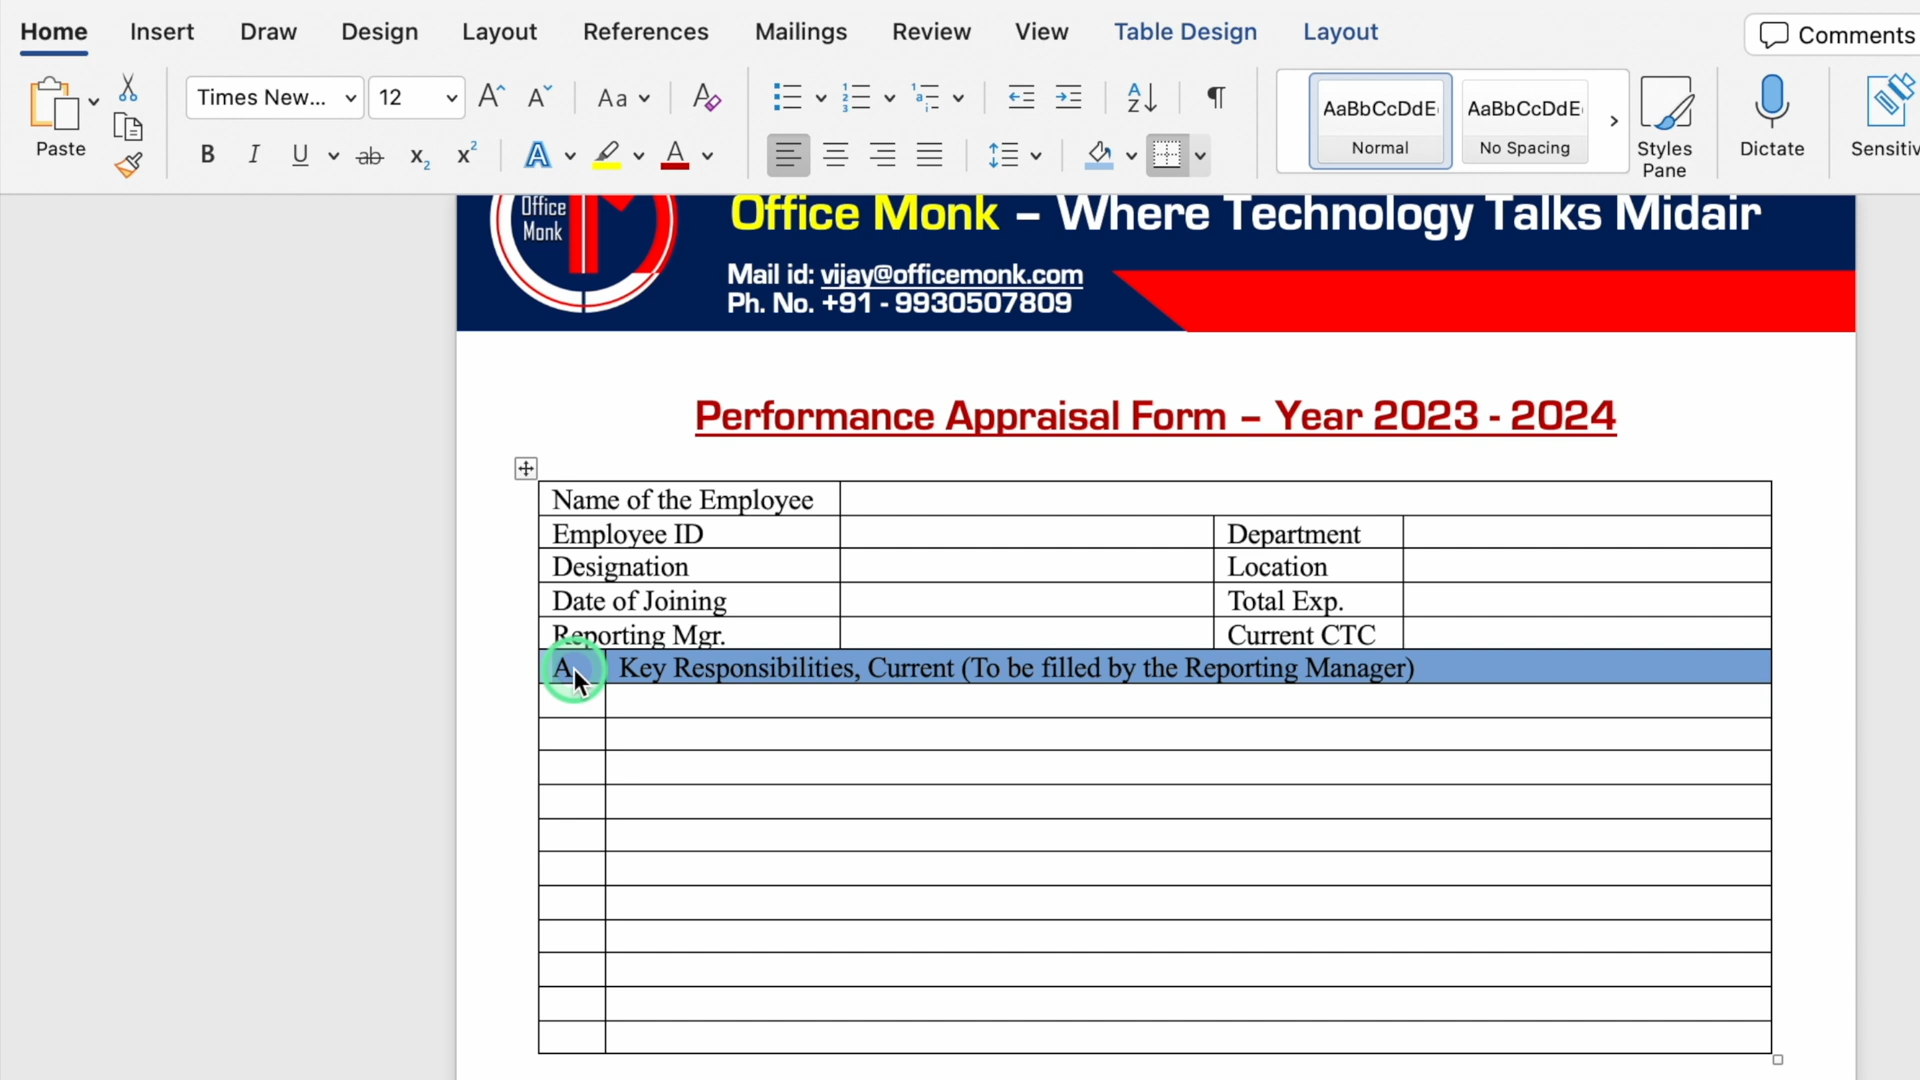 Home Insert Draw Design Layout References Mailings Review View Table Design Layout Comments
Times New... 12 Aa AaBbCcDdE AaBbCcDdE
Paste B I U ab x2 x2 A A Normal No Spacing Styles Pane Dictate Sensitiv
Office
Monk
Office Monk – Where Technology Talks Midair
Mail id: vijay@officemonk.com
Ph. No. +91 - 9930507809
Performance Appraisal Form – Year 2023 - 2024
Name of the Employee
Employee ID Department
Designation Location
Date of Joining Total Exp.
Reporting Mgr. Current CTC
A. Key Responsibilities, Current (To be filled by the Reporting Manager)